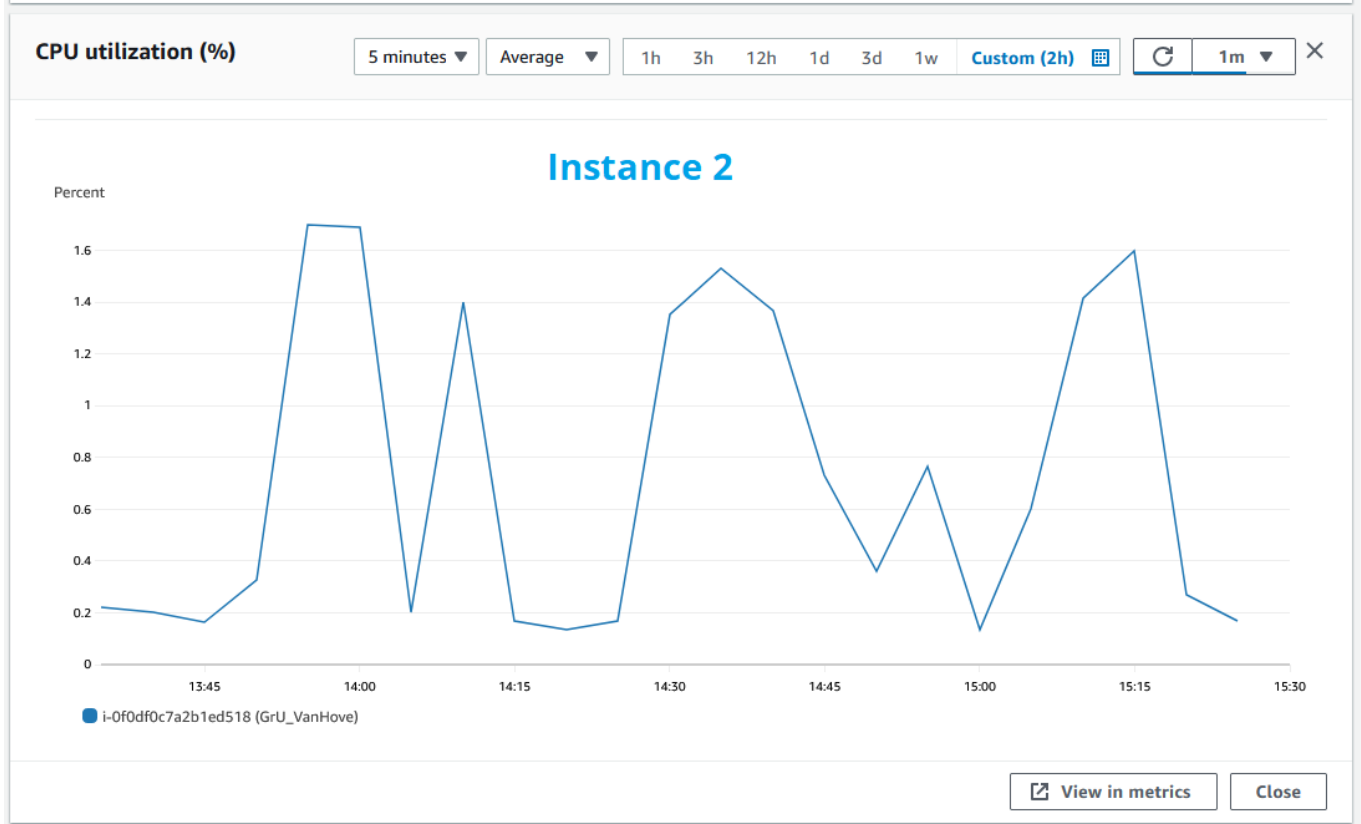 CPU utilization (%)
5 minutes Average 1h 3h 12h 1d 3d 1w Custom (2h) 1m
Instance 2
Percent
1.6
1.4
1.2
1
0.8
0.6
0.4
0.2
0
13:45 14:00 14:15 14:30 14:45 15:00 15:15 15:30
i-0f0df0c7a2b1ed518 (GrU_VanHove)
View in metrics Close